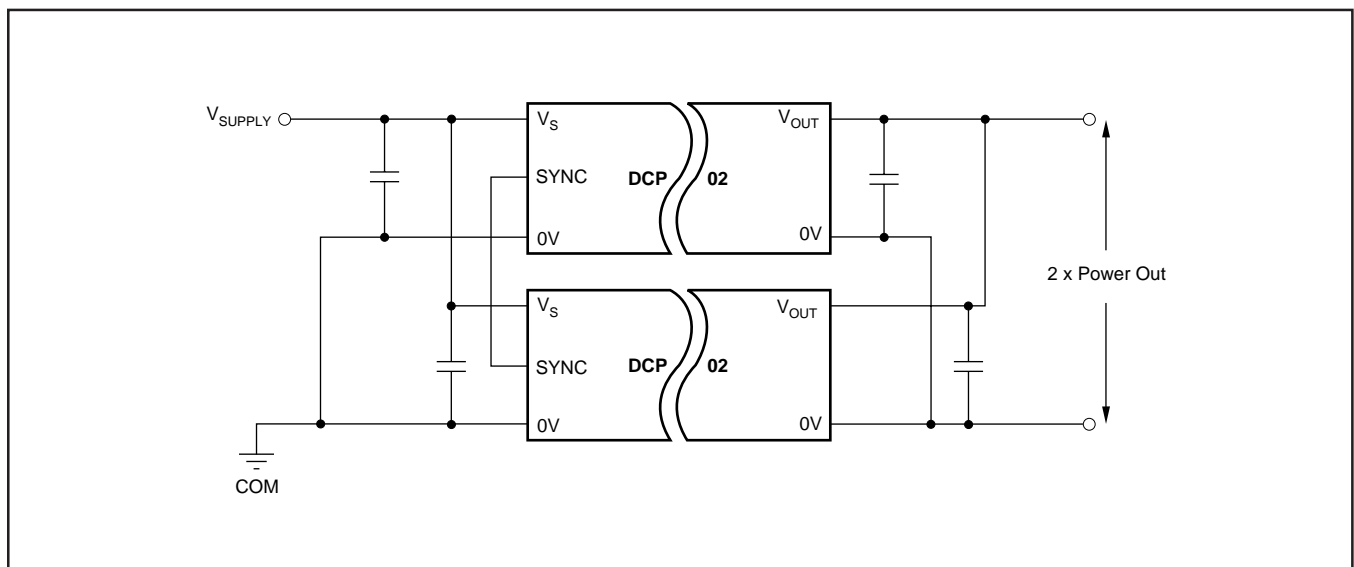 VSUPPLY
VS
VOUT
SYNC
DCP 02
0V
0V
2 x Power Out
VS
VOUT
SYNC
DCP 02
0V
0V
COM